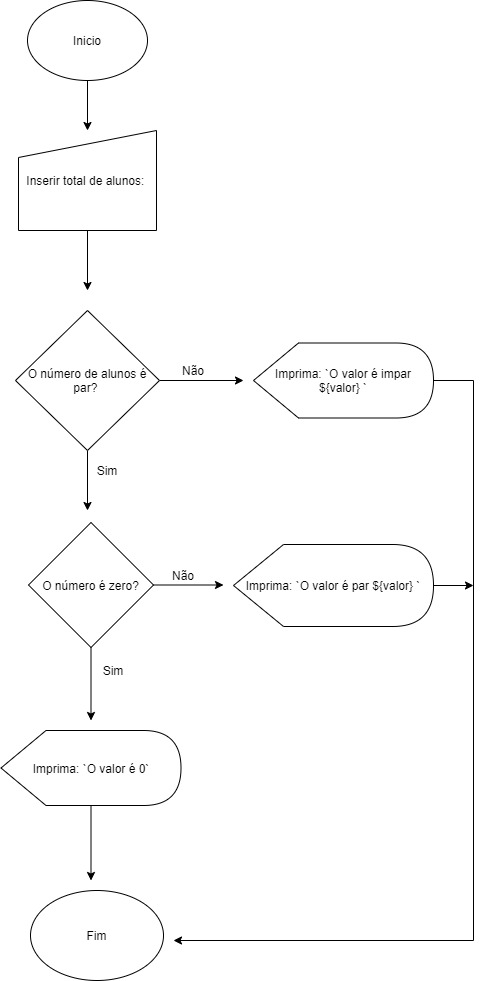 Inicio
Inserir total de alunos:
O número de alunos é
par?
Não
Imprima: `O valor é impar
${valor} `
Sim
O número é zero?
Não
Imprima: `O valor é par ${valor} `
Sim
Imprima: `O valor é 0`
Fim